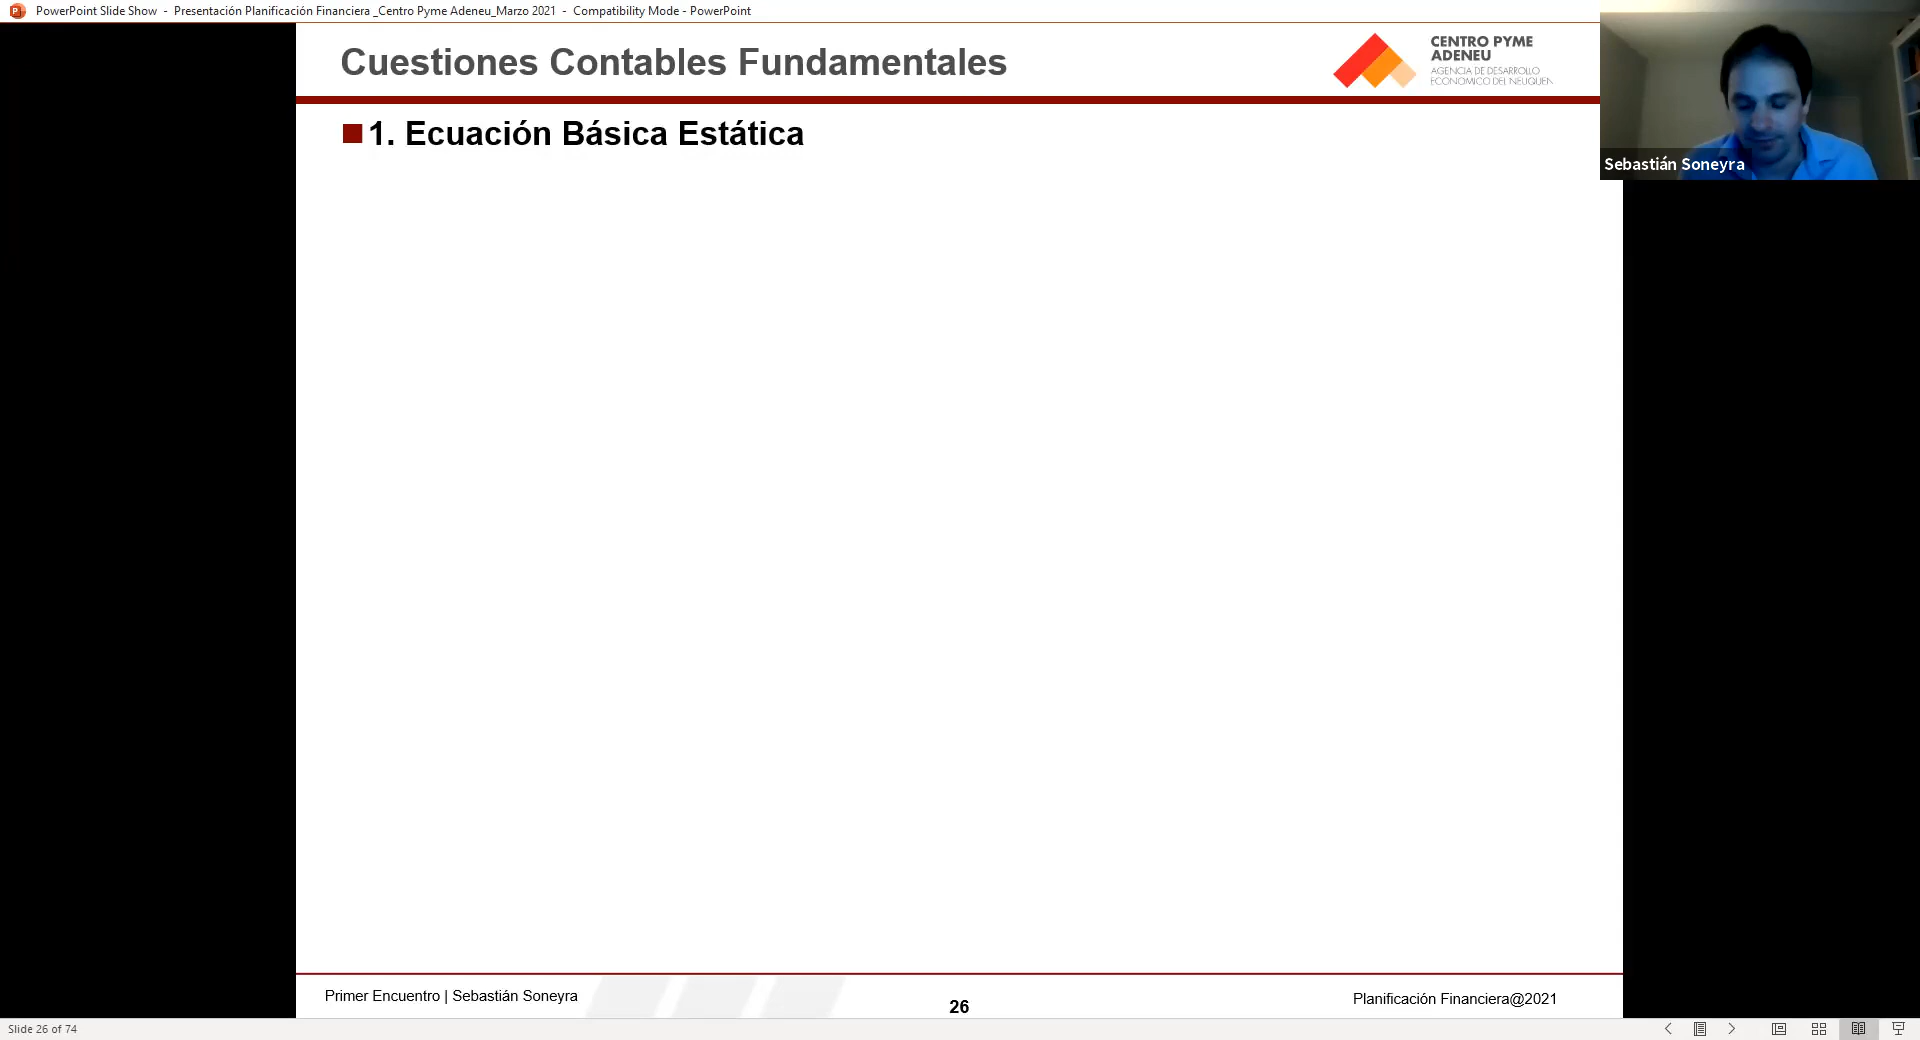 PowerPoint Slide Show - Presentación Planificación Financiera _Centro Pyme Adeneu_Marzo 2021 - Compatibility Mode - PowerPoint
Cuestiones Contables Fundamentales
CENTRO PYME
ADENEU
AGENCIA DE DESARROLLO
ECONOMICO DEL NEUQUEN
1. Ecuación Básica Estática
Sebastián Soneyra
Primer Encuentro | Sebastián Soneyra
26
Planificación Financiera@2021
Slide 26 of 74